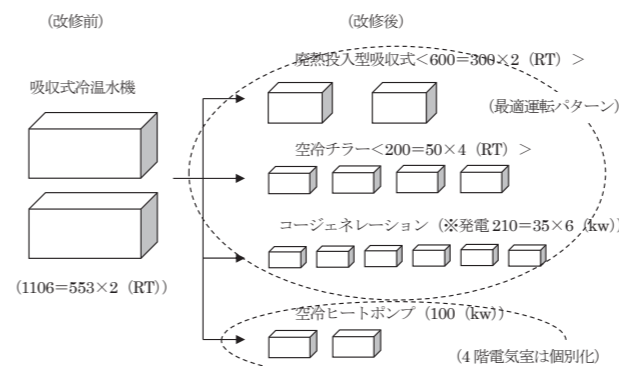 （改修前）
（改修後）
廃熱投入型吸収式＜600＝300×2（RT）＞
吸収式冷温水機
（最適運転パターン）
空冷チラー＜200＝50×4（RT）＞
コージェネレーション（※発電 210＝35×6（kw））
（1106＝553×2（RT））
空冷ヒートポンプ（100（kw））
（4 階電気室は個別化）